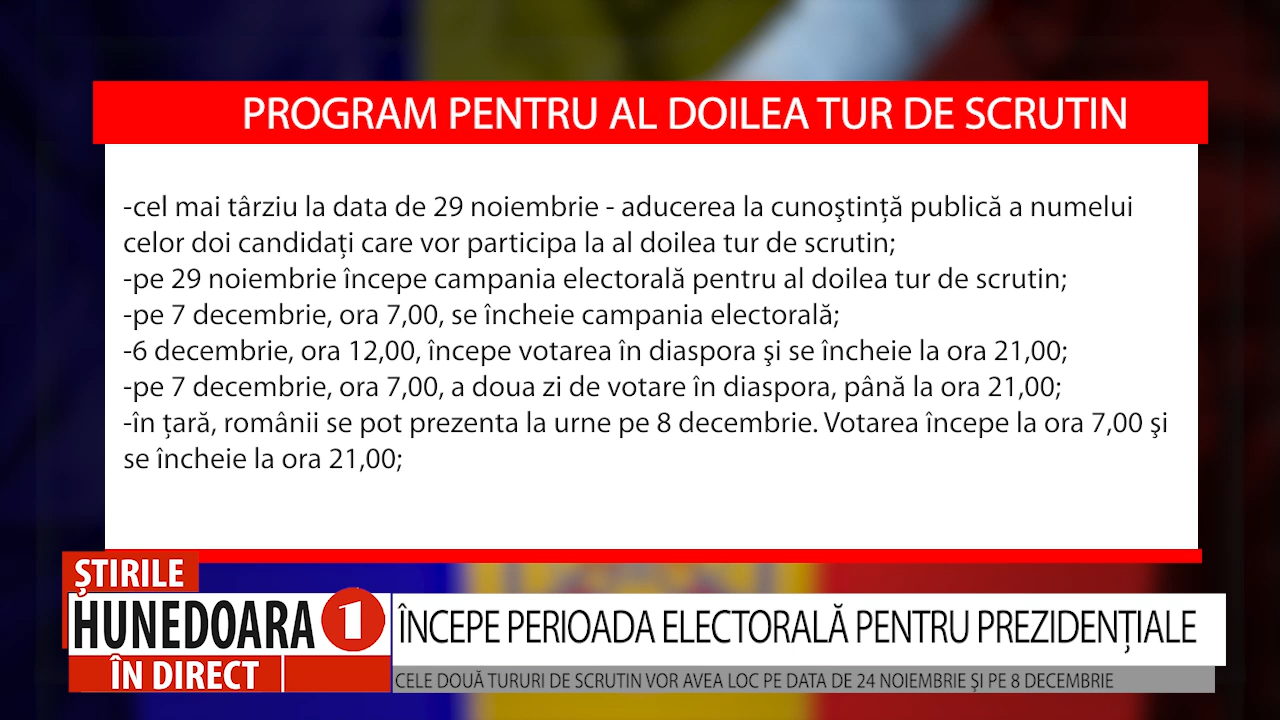 PROGRAM PENTRU AL DOILEA TUR DE SCRUTIN
-cel mai târziu la data de 29 noiembrie - aducerea la cunoştinţă publică a numelui
celor doi candidaţi care vor participa la al doilea tur de scrutin;
-pe 29 noiembrie începe campania electorală pentru al doilea tur de scrutin;
-pe 7 decembrie, ora 7,00, se încheie campania electorală;
-6 decembrie, ora 12,00, începe votarea în diaspora şi se încheie la ora 21,00;
-pe 7 decembrie, ora 7,00, a doua zi de votare în diaspora, până la ora 21,00;
-în ţară, românii se pot prezenta la urne pe 8 decembrie. Votarea începe la ora 7,00 şi
se încheie la ora 21,00;
ȘTIRILE
HUNEDOARA 1
ÎN DIRECT
ÎNCEPE PERIOADA ELECTORALĂ PENTRU PREZIDENȚIALE
CELE DOUĂ TURURI DE SCRUTIN VOR AVEA LOC PE DATA DE 24 NOIEMBRIE ŞI PE 8 DECEMBRIE